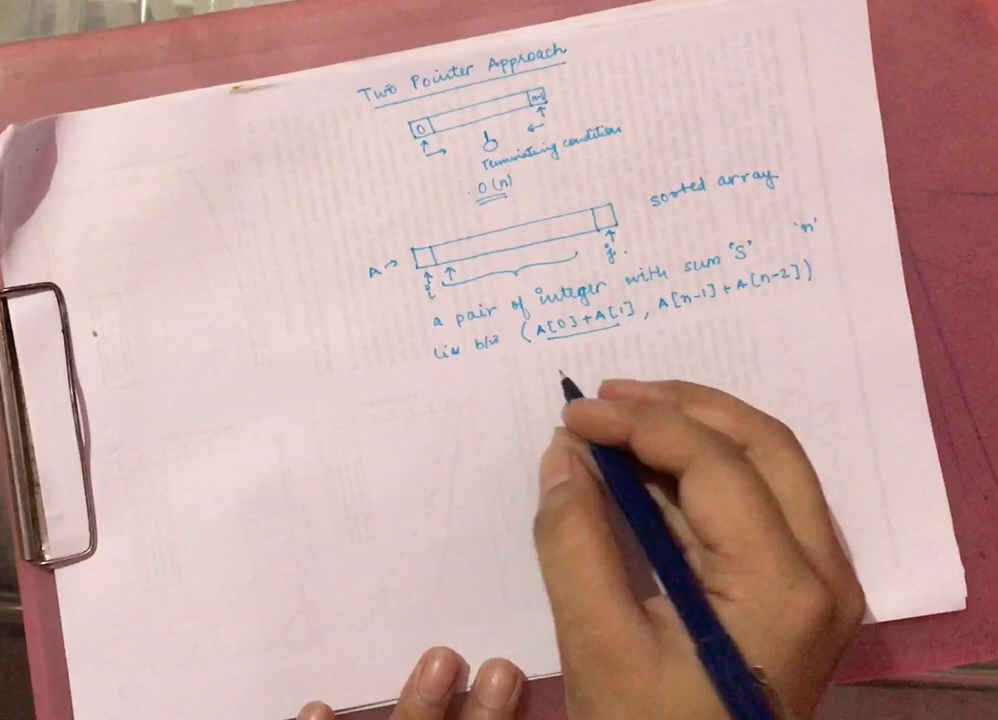 Two Pointer Approach
0 n-1
Terminating condition
O(n)
sorted array
A →
i j
a pair of integer with sum 'S' 'n'
lie b/w (A[0]+A[1], A[n-1]+A[n-2])